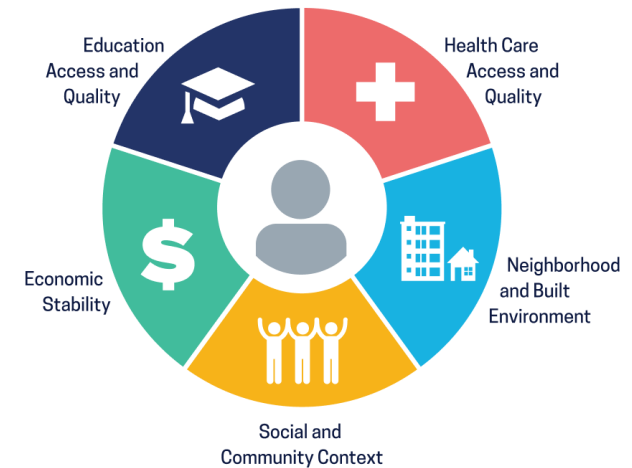 Education
Access and
Quality
Health Care
Access and
Quality
$
Economic
Stability
Neighborhood
and Built
Environment
Social and
Community Context